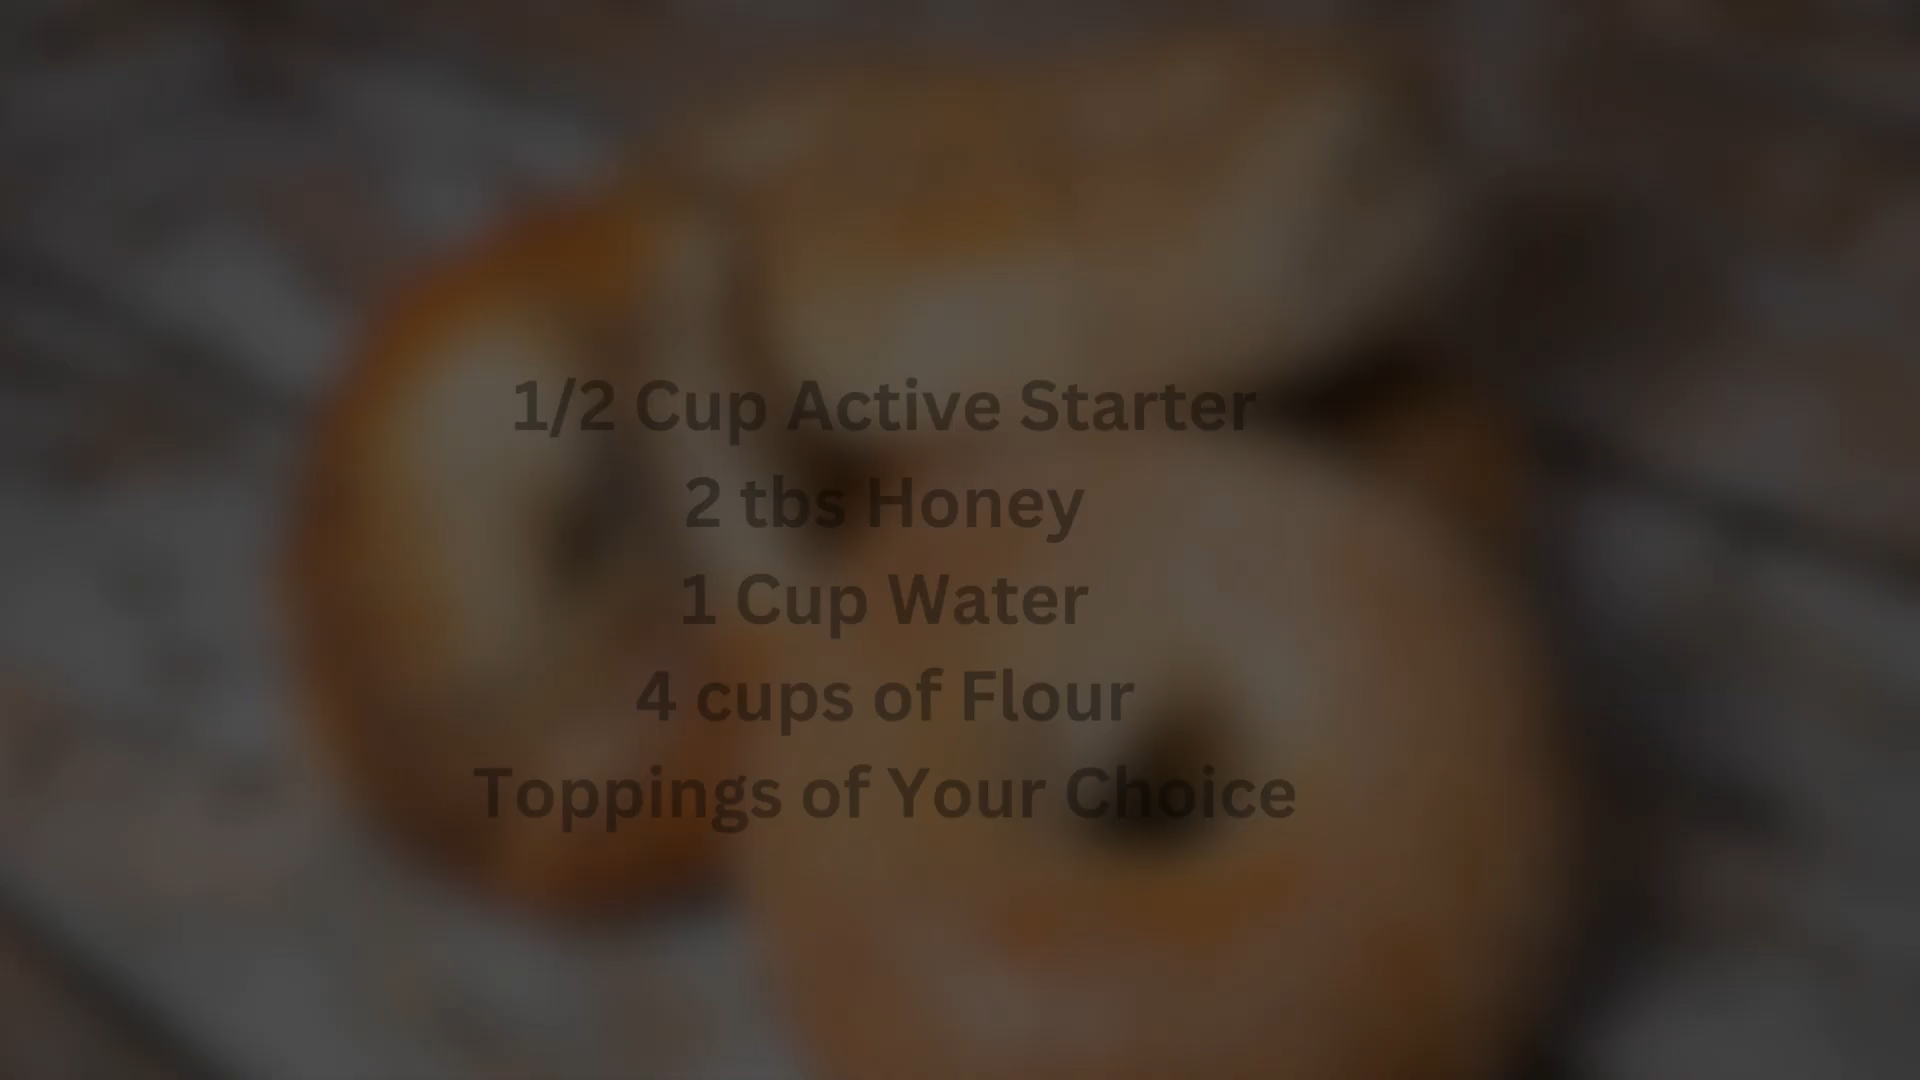 1/2 Cup Active Starter
2 tbs Honey
1 Cup Water
4 cups of Flour
Toppings of Your Choice